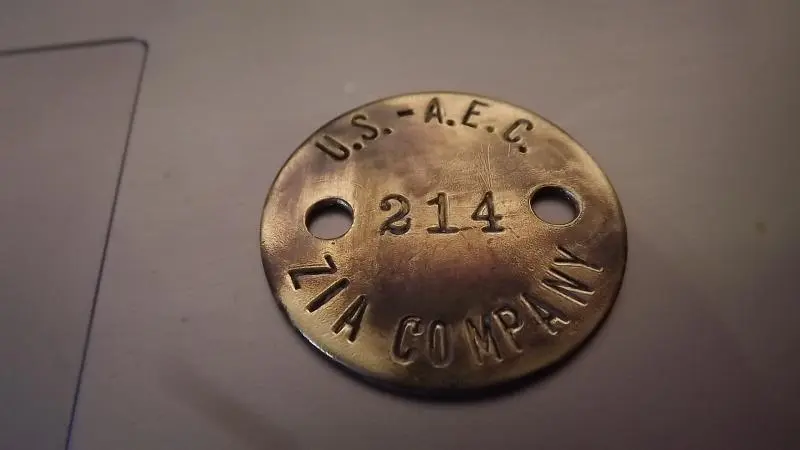 U.S. - A.E.C.
214
ZIA COMPANY